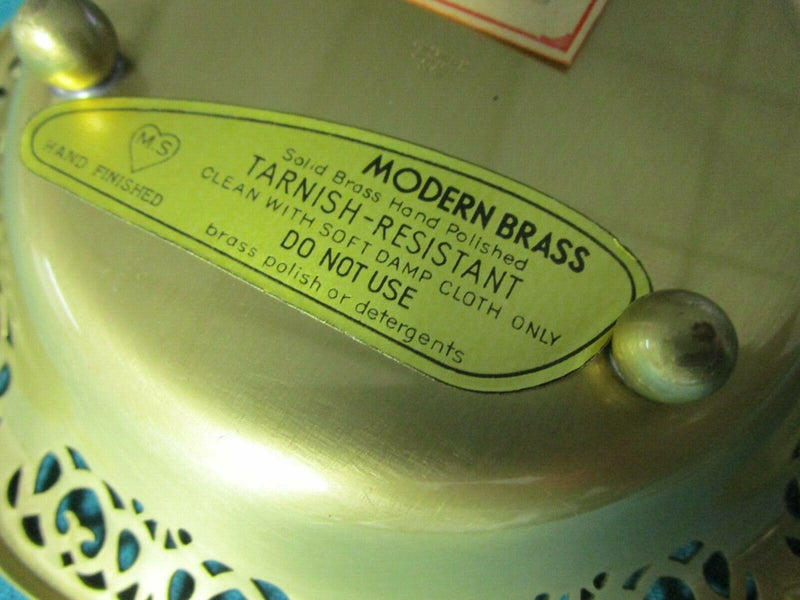 MODERN BRASS
Solid Brass Hand Polished
TARNISH-RESISTANT
CLEAN WITH SOFT DAMP CLOTH ONLY
DO NOT USE
brass polish or detergents
M.S
HAND FINISHED